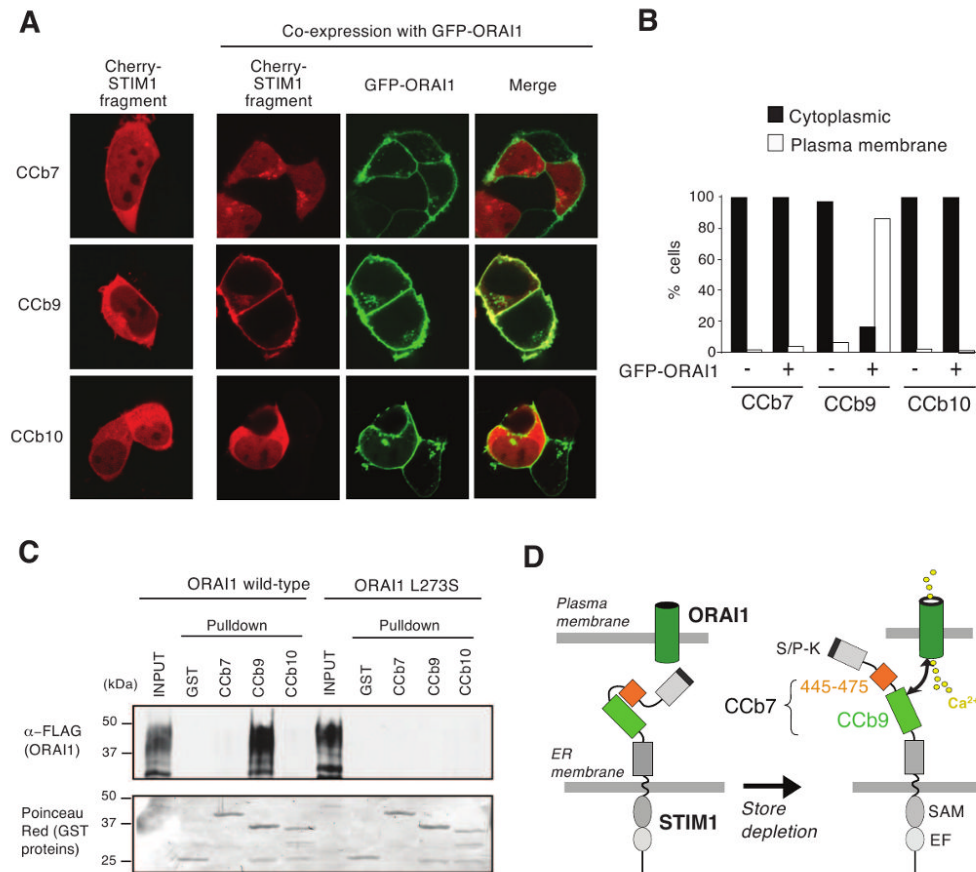 A
Co-expression with GFP-ORAI1
Cherry-
STIM1
fragment
Cherry-
STIM1
fragment
GFP-ORAI1
Merge
CCb7
CCb9
CCb10
B
Cytoplasmic
Plasma membrane
% cells
100
80
60
40
20
0
GFP-ORAI1
- + - + - +
CCb7 CCb9 CCb10
C
ORAI1 wild-type ORAI1 L273S
Pulldown Pulldown
(kDa) INPUT GST CCb7 CCb9 CCb10 INPUT GST CCb7 CCb9 CCb10
α-FLAG
(ORAI1)
50
37
Poinceau
Red (GST
proteins)
50
37
25
D
Plasma
membrane
ORAI1
S/P-K
445-475
CCb7
CCb9
Ca2+
ER
membrane
STIM1
Store
depletion
SAM
EF